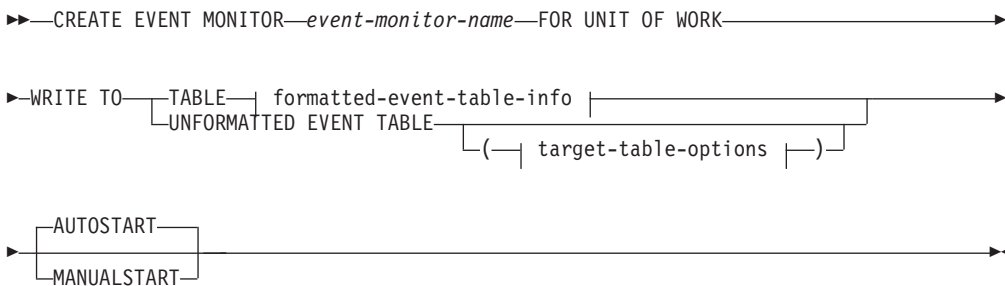 CREATE EVENT MONITOR event-monitor-name FOR UNIT OF WORK
WRITE TO TABLE formatted-event-table-info
UNFORMATTED EVENT TABLE
( target-table-options )
AUTOSTART
MANUALSTART